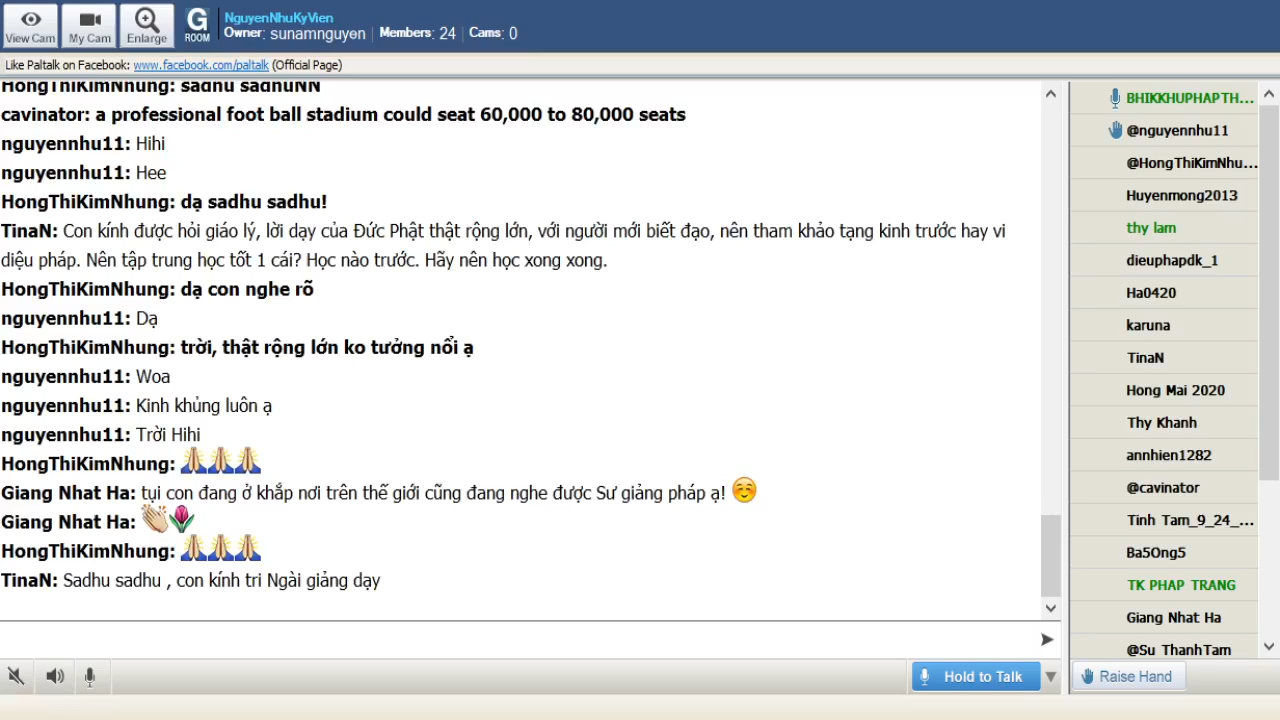 View Cam
My Cam
Enlarge
G
ROOM
NguyenNhuKyVien
Owner: sunamnguyen
Members: 24
Cams: 0
Like Paltalk on Facebook: www.facebook.com/paltalk (Official Page)
HongThiKimNhung: sadhu sadhuNN
cavinator: a professional foot ball stadium could seat 60,000 to 80,000 seats
nguyennhu11: Hihi
nguyennhu11: Hee
HongThiKimNhung: dạ sadhu sadhu!
TinaN: Con kính được hỏi giáo lý, lời dạy của Đức Phật thật rộng lớn, với người mới biết đạo, nên tham khảo tạng kinh trước hay vi
diệu pháp. Nên tập trung học tốt 1 cái? Học nào trước. Hãy nên học xong xong.
HongThiKimNhung: dạ con nghe rõ
nguyennhu11: Dạ
HongThiKimNhung: trời, thật rộng lớn ko tưởng nổi ạ
nguyennhu11: Woa
nguyennhu11: Kinh khủng luôn ạ
nguyennhu11: Trời Hihi
HongThiKimNhung: 🙏🙏🙏
Giang Nhat Ha: tụi con đang ở khắp nơi trên thế giới cũng đang nghe được Sư giảng pháp ạ! ☺️
Giang Nhat Ha: 👏🌷
HongThiKimNhung: 🙏🙏🙏
TinaN: Sadhu sadhu , con kính tri Ngài giảng dạy
Hold to Talk
BHIKKHUPHAPTH...
@nguyennhu11
@HongThiKimNhu...
Huyenmong2013
thy lam
dieuphapdk_1
Ha0420
karuna
TinaN
Hong Mai 2020
Thy Khanh
annhien1282
@cavinator
Tinh Tam_9_24_...
Ba5Ong5
TK PHAP TRANG
Giang Nhat Ha
@Su ThanhTam
Raise Hand